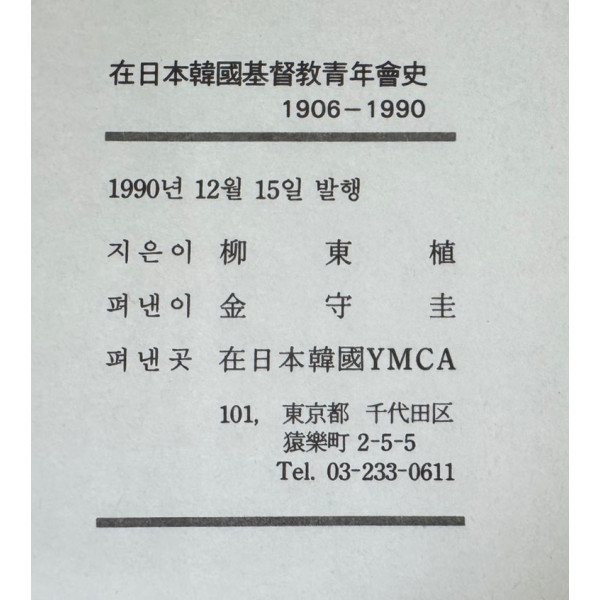 在日本韓國基督教青年會史
1906－1990
1990년 12월 15일 발행
지은이 柳東植
펴낸이 金守圭
펴낸곳 在日本韓國YMCA
101, 東京都 千代田区
猿樂町 2-5-5
Tel. 03-233-0611